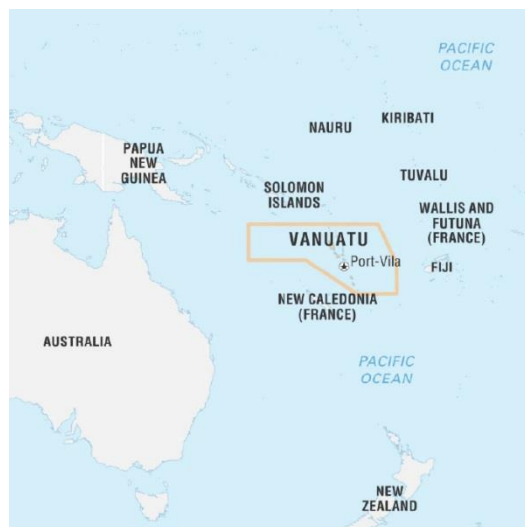 PACIFIC
OCEAN
KIRIBATI
NAURU
PAPUA
NEW
GUINEA
TUVALU
SOLOMON
ISLANDS
WALLIS AND
FUTUNA
(FRANCE)
VANUATU
Port-Vila
FIJI
NEW CALEDONIA
(FRANCE)
AUSTRALIA
PACIFIC
OCEAN
NEW
ZEALAND